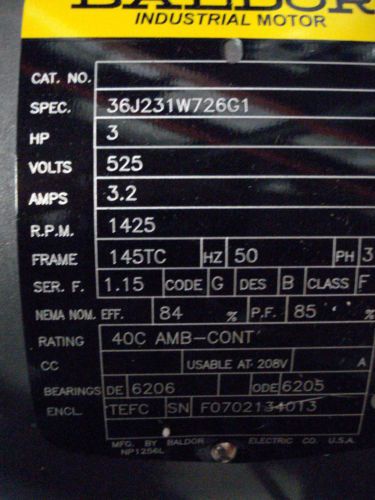 BALDOR
INDUSTRIAL MOTOR
CAT. NO.
SPEC. 36J231W726G1
HP 3
VOLTS 525
AMPS 3.2
R.P.M. 1425
FRAME 145TC HZ 50 PH 3
SER. F. 1.15 CODE G DES B CLASS F
NEMA NOM. EFF. 84 % P.F. 85 %
RATING 40C AMB-CONT
CC USABLE AT 208V A
BEARINGS DE 6206 ODE 6205
ENCL. TEFC SN F0702134013
MFG. BY BALDOR ELECTRIC CO. U.S.A.
NP1256L